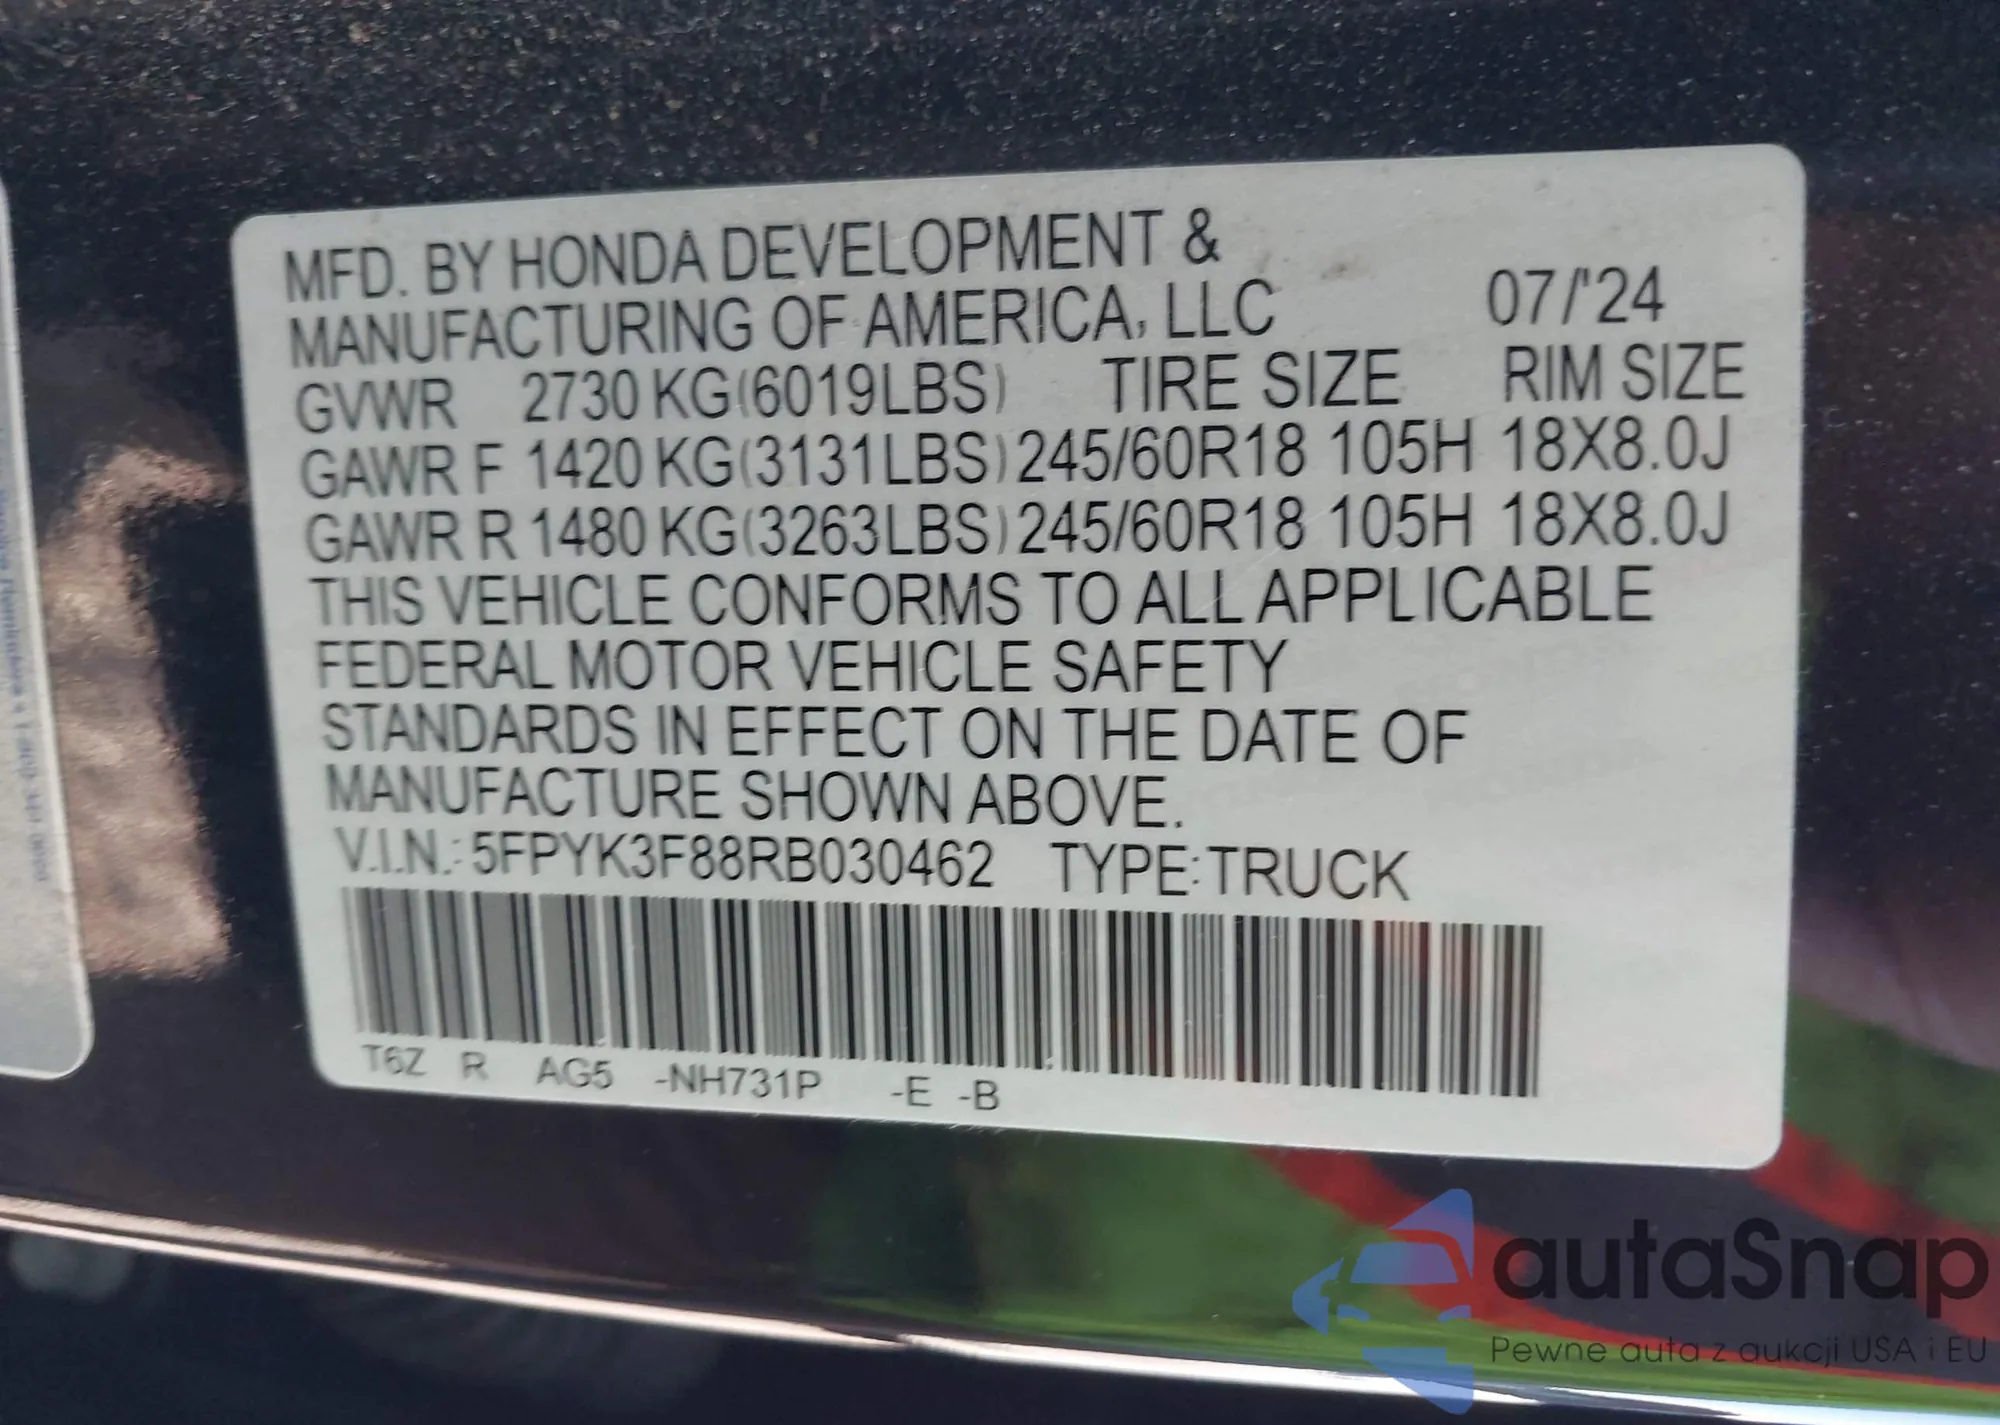 MFD. BY HONDA DEVELOPMENT &
MANUFACTURING OF AMERICA, LLC 07/'24
GVWR 2730 KG(6019LBS) TIRE SIZE RIM SIZE
GAWR F 1420 KG(3131LBS) 245/60R18 105H 18X8.0J
GAWR R 1480 KG(3263LBS) 245/60R18 105H 18X8.0J
THIS VEHICLE CONFORMS TO ALL APPLICABLE
FEDERAL MOTOR VEHICLE SAFETY
STANDARDS IN EFFECT ON THE DATE OF
MANUFACTURE SHOWN ABOVE.
V.I.N.: 5FPYK3F88RB030462 TYPE: TRUCK
T6Z R AG5 -NH731P -E -B
autaSnap
Pewne auta z aukcji USA i EU